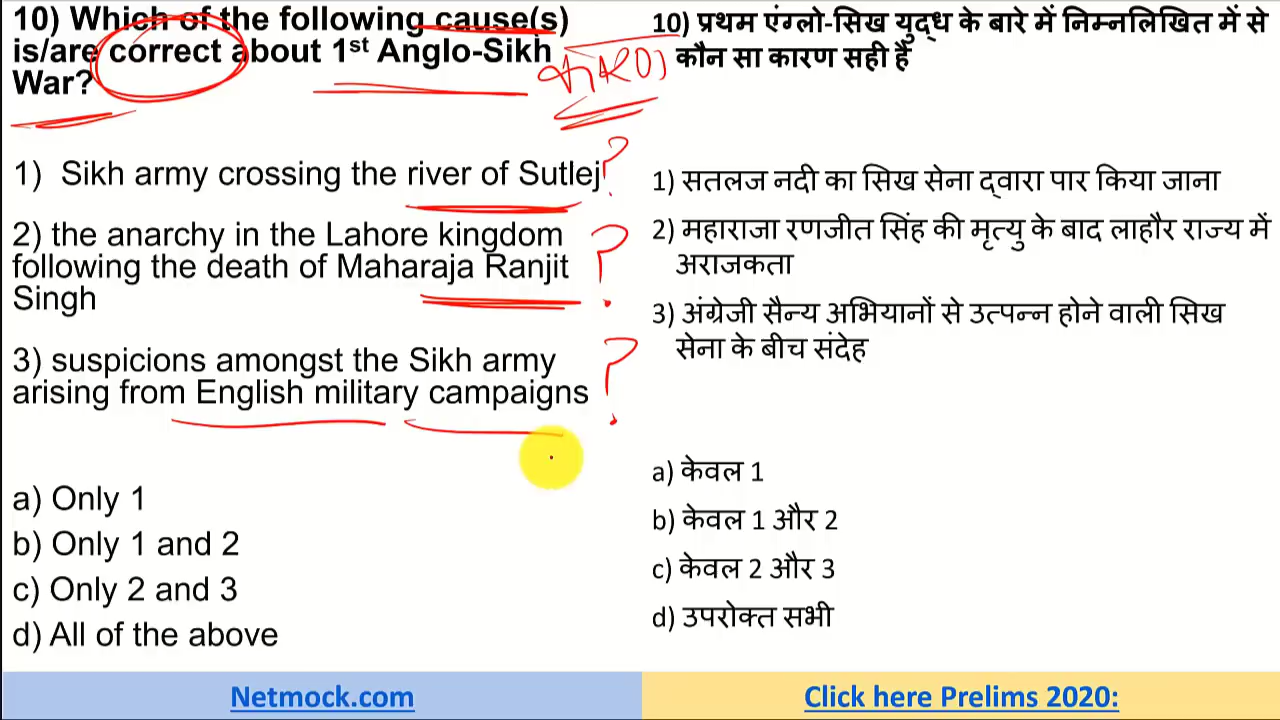 10) Which of the following cause(s)
is/are correct about 1st Anglo-Sikh
War?
1) Sikh army crossing the river of Sutlej
2) the anarchy in the Lahore kingdom
following the death of Maharaja Ranjit
Singh
3) suspicions amongst the Sikh army
arising from English military campaigns
a) Only 1
b) Only 1 and 2
c) Only 2 and 3
d) All of the above
10) प्रथम एंग्लो-सिख युद्ध के बारे में निम्नलिखित में से
कौन सा कारण सही है
1) सतलज नदी का सिख सेना द्वारा पार किया जाना
2) महाराजा रणजीत सिंह की मृत्यु के बाद लाहौर राज्य में
अराजकता
3) अंग्रेजी सैन्य अभियानों से उत्पन्न होने वाली सिख
सेना के बीच संदेह
a) केवल 1
b) केवल 1 और 2
c) केवल 2 और 3
d) उपरोक्त सभी
Netmock.com
Click here Prelims 2020: